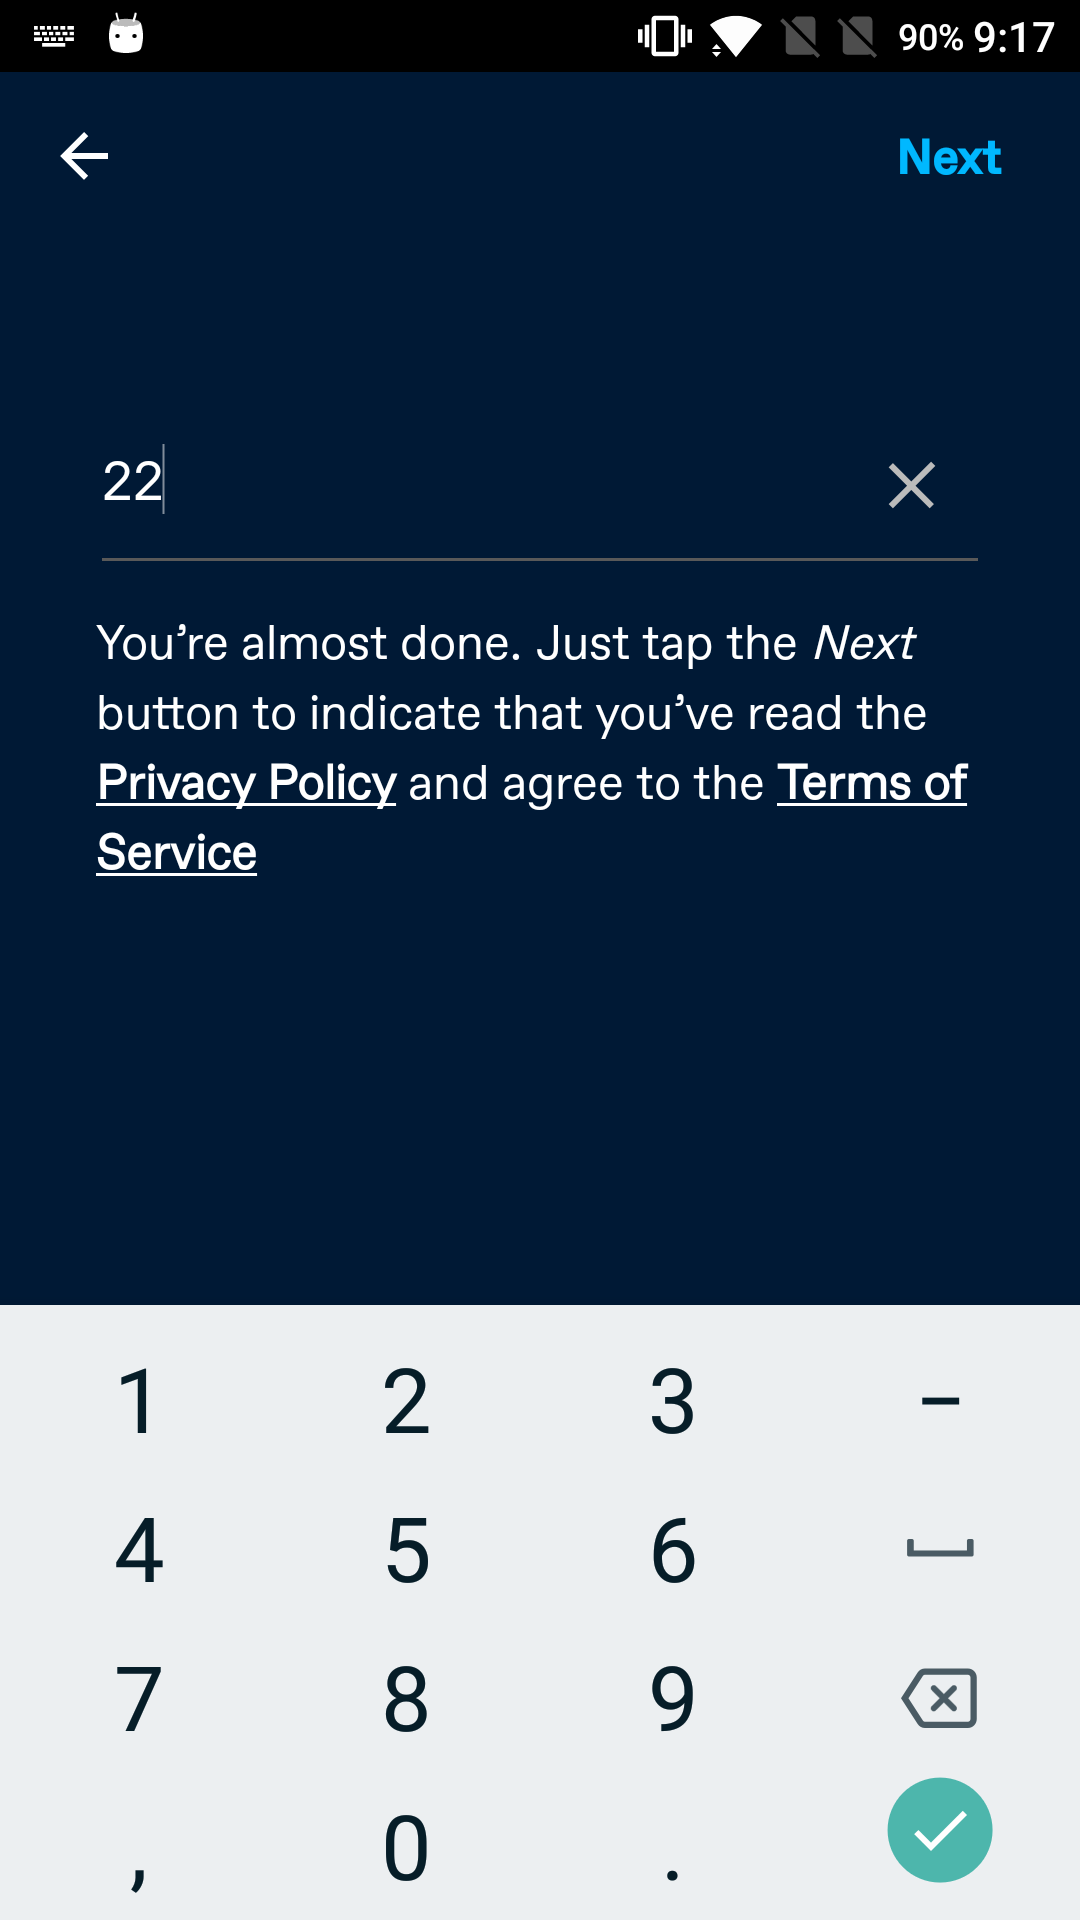 90% 9:17
Next
22
You’re almost done. Just tap the Next
button to indicate that you’ve read the
Privacy Policy and agree to the Terms of
Service
1 2 3 –
4 5 6
7 8 9
, 0 .